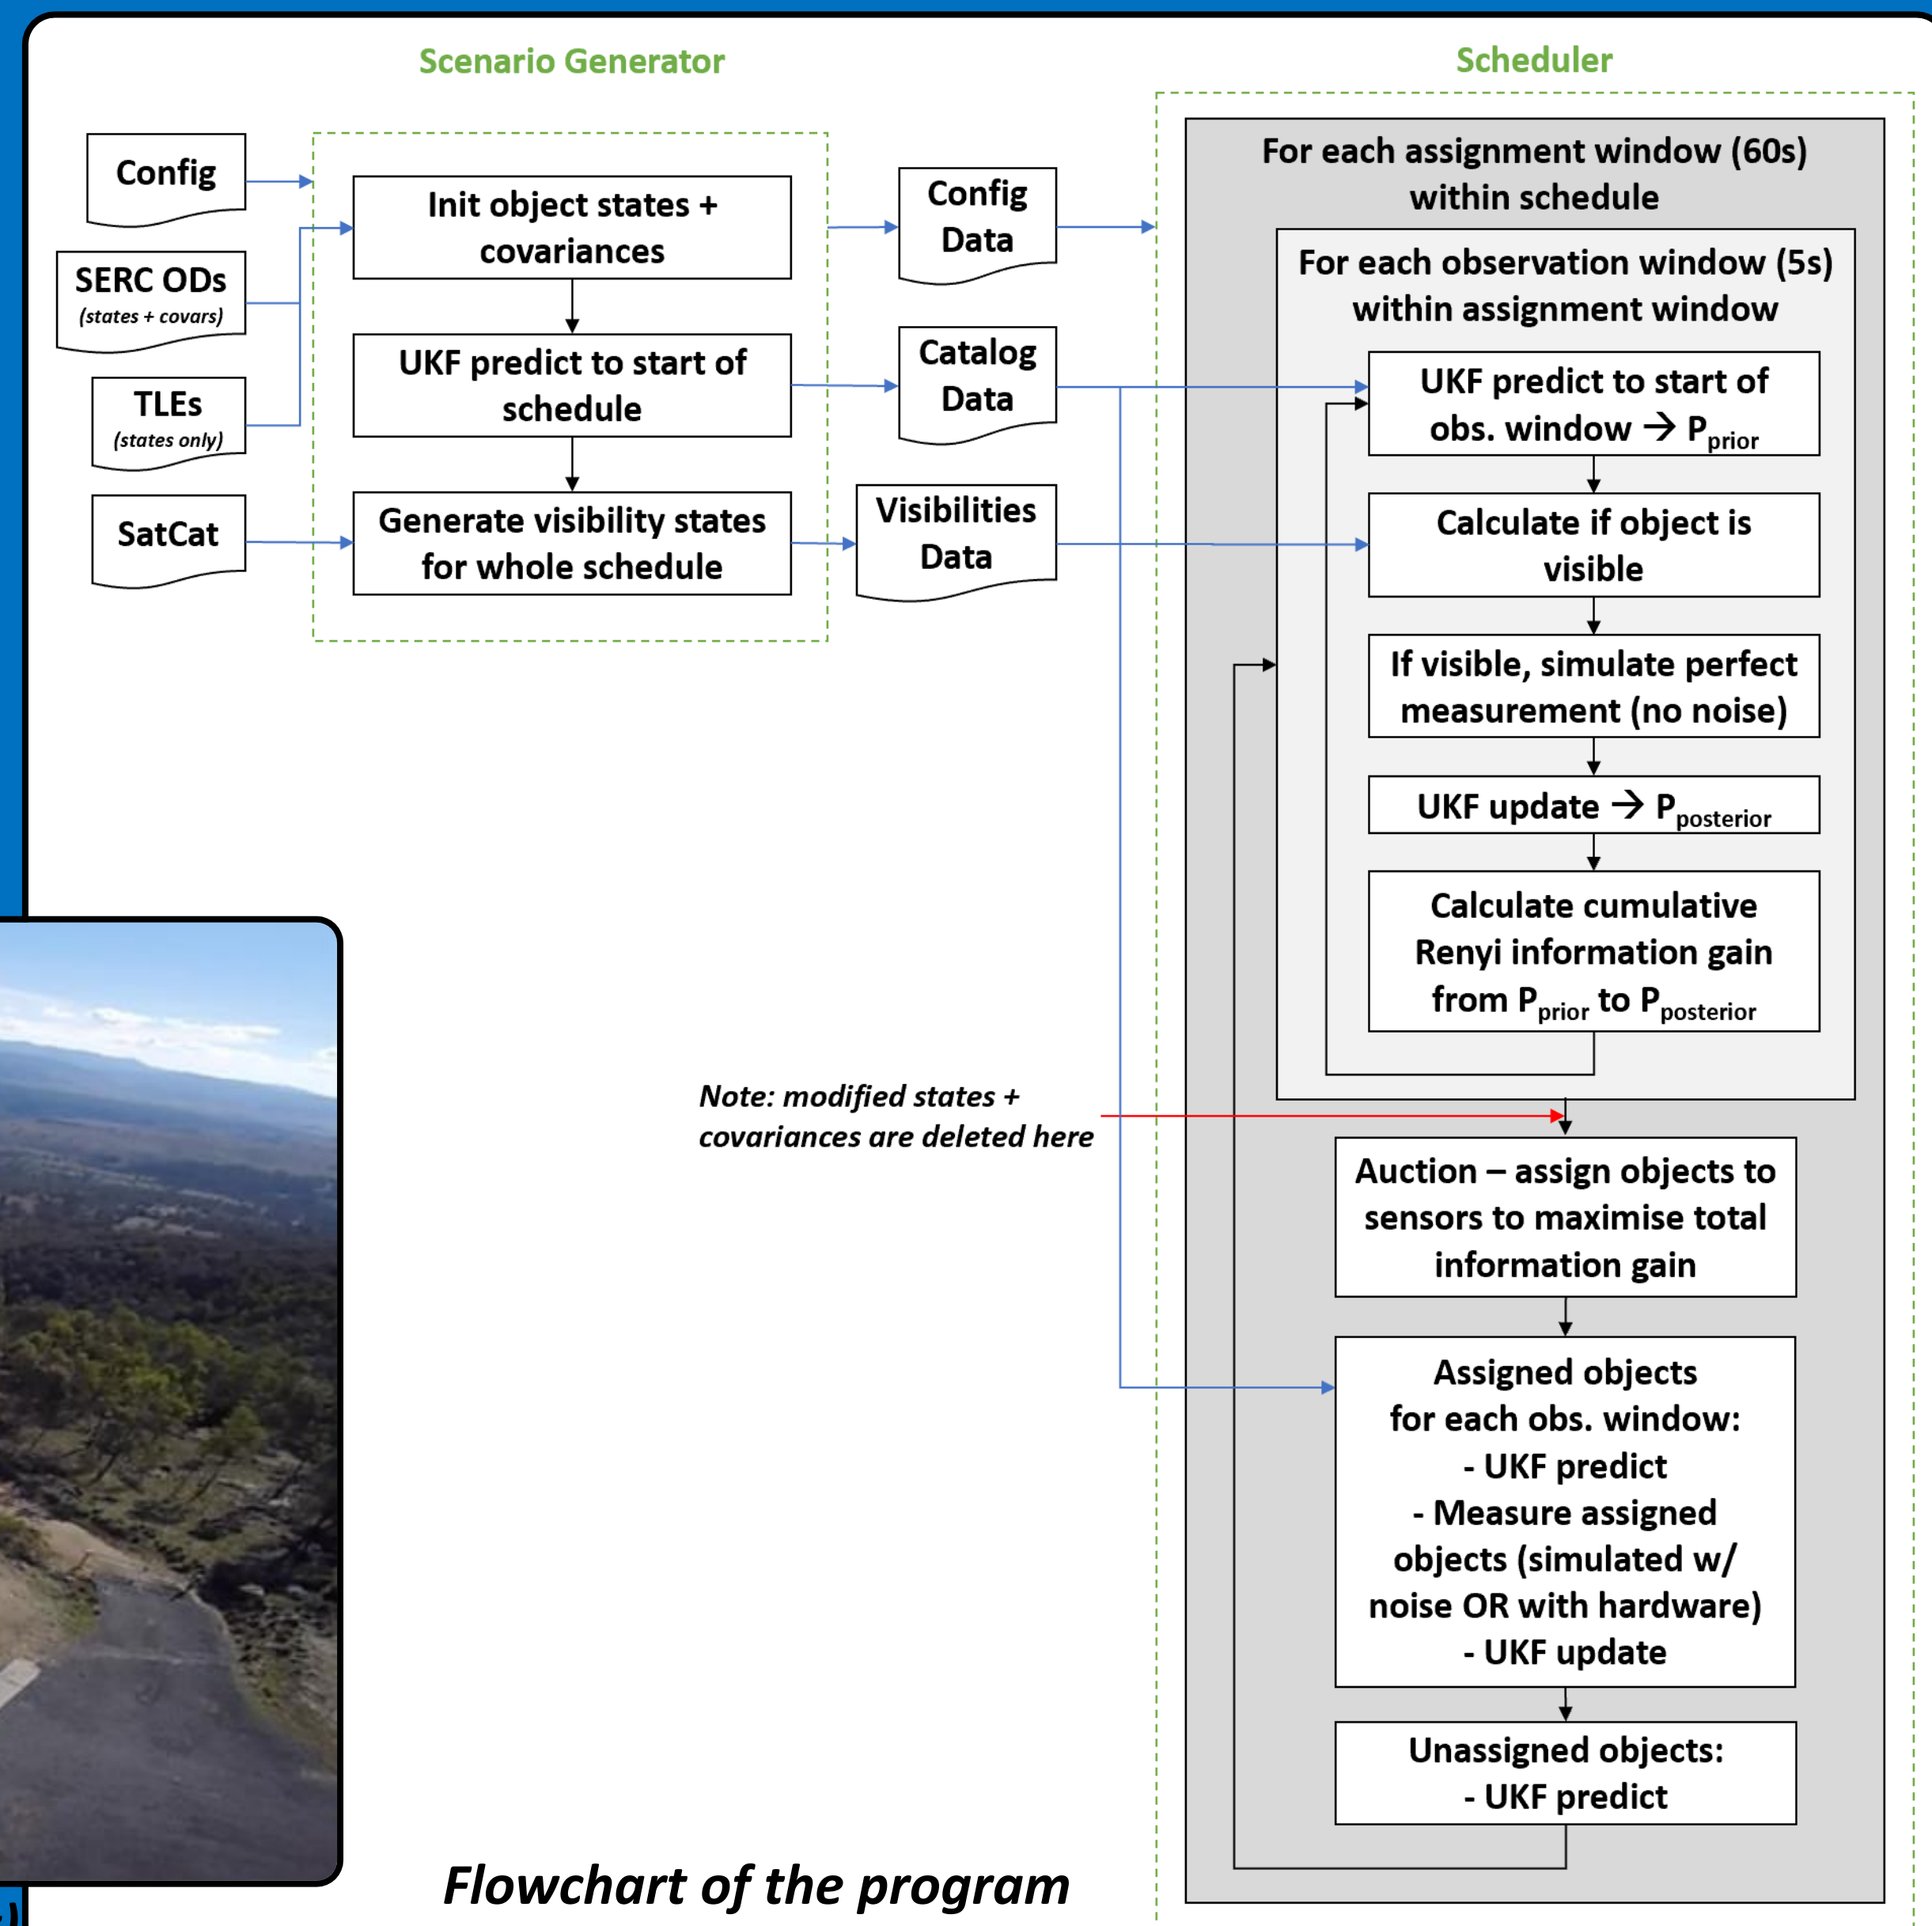 Scenario Generator
Config
SERC ODs
(states + covars)
TLEs
(states only)
SatCat
Init object states +
covariances
UKF predict to start of
schedule
Generate visibility states
for whole schedule
Config
Data
Catalog
Data
Visibilities
Data
Scheduler
For each assignment window (60s)
within schedule
For each observation window (5s)
within assignment window
UKF predict to start of
obs. window → Pprior
Calculate if object is
visible
If visible, simulate perfect
measurement (no noise)
UKF update → Pposterior
Calculate cumulative
Renyi information gain
from Pprior to Pposterior
Note: modified states +
covariances are deleted here
Auction – assign objects to
sensors to maximise total
information gain
Assigned objects
for each obs. window:
- UKF predict
- Measure assigned
objects (simulated w/
noise OR with hardware)
- UKF update
Unassigned objects:
- UKF predict
Flowchart of the program